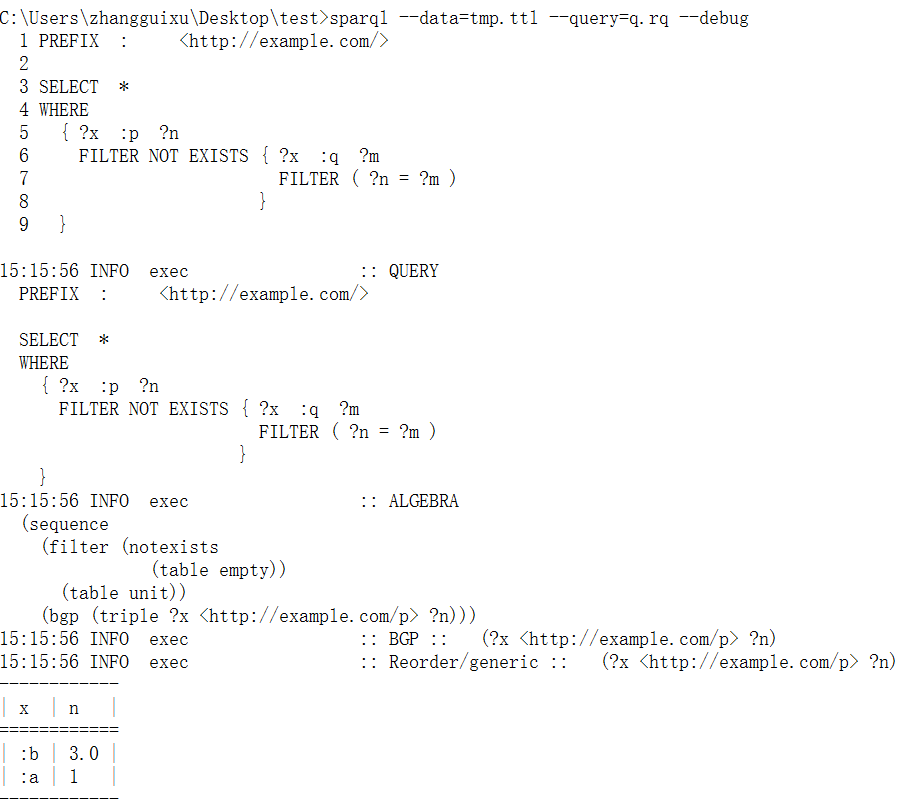 C:\Users\zhangguixu\Desktop\test>sparql --data=tmp.ttl --query=q.rq --debug
  1 PREFIX  :     <http://example.com/>
  2
  3 SELECT  *
  4 WHERE
  5   { ?x  :p  ?n
  6     FILTER NOT EXISTS { ?x  :q  ?m
  7                         FILTER ( ?n = ?m )
  8                       }
  9   }
15:15:56 INFO  exec                 :: QUERY
  PREFIX  :     <http://example.com/>
  SELECT  *
  WHERE
    { ?x  :p  ?n
      FILTER NOT EXISTS { ?x  :q  ?m
                          FILTER ( ?n = ?m )
                        }
    }
15:15:56 INFO  exec                 :: ALGEBRA
  (sequence
    (filter (notexists
               (table empty))
      (table unit))
    (bgp (triple ?x <http://example.com/p> ?n)))
15:15:56 INFO  exec                 :: BGP ::   (?x <http://example.com/p> ?n)
15:15:56 INFO  exec                 :: Reorder/generic ::   (?x <http://example.com/p> ?n)
------------
| x  | n   |
============
| :b | 3.0 |
| :a | 1   |
------------